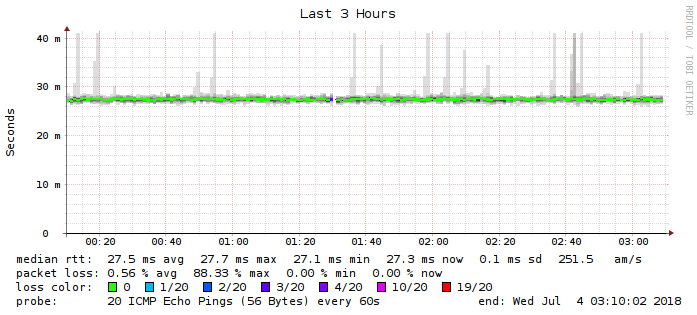 Last 3 Hours
RRDTOOL / TOBI OETIKER
Seconds
40 m
30 m
20 m
10 m
0
00:20 00:40 01:00 01:20 01:40 02:00 02:20 02:40 03:00
median rtt: 27.5 ms avg 27.7 ms max 27.1 ms min 27.3 ms now 0.1 ms sd 251.5 am/s
packet loss: 0.56 % avg 88.33 % max 0.00 % min 0.00 % now
loss color: 0 1/20 2/20 3/20 4/20 10/20 19/20
probe: 20 ICMP Echo Pings (56 Bytes) every 60s end: Wed Jul 4 03:10:02 2018